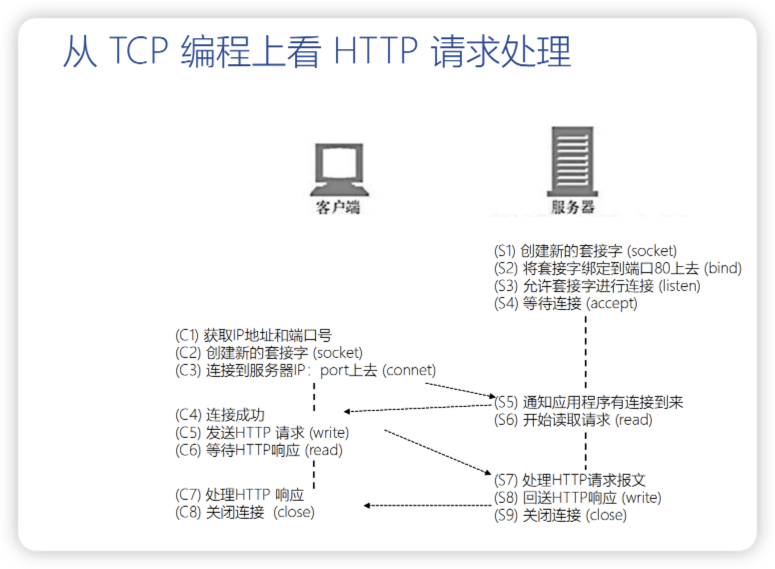 从 TCP 编程上看 HTTP 请求处理
客户端
服务器
(S1) 创建新的套接字 (socket)
(S2) 将套接字绑定到端口80上去 (bind)
(S3) 允许套接字进行连接 (listen)
(S4) 等待连接 (accept)
(C1) 获取IP地址和端口号
(C2) 创建新的套接字 (socket)
(C3) 连接到服务器IP：port上去 (connet)
(S5) 通知应用程序有连接到来
(S6) 开始读取请求 (read)
(C4) 连接成功
(C5) 发送HTTP 请求 (write)
(C6) 等待HTTP响应 (read)
(S7) 处理HTTP请求报文
(S8) 回送HTTP响应 (write)
(S9) 关闭连接 (close)
(C7) 处理HTTP 响应
(C8) 关闭连接 (close)